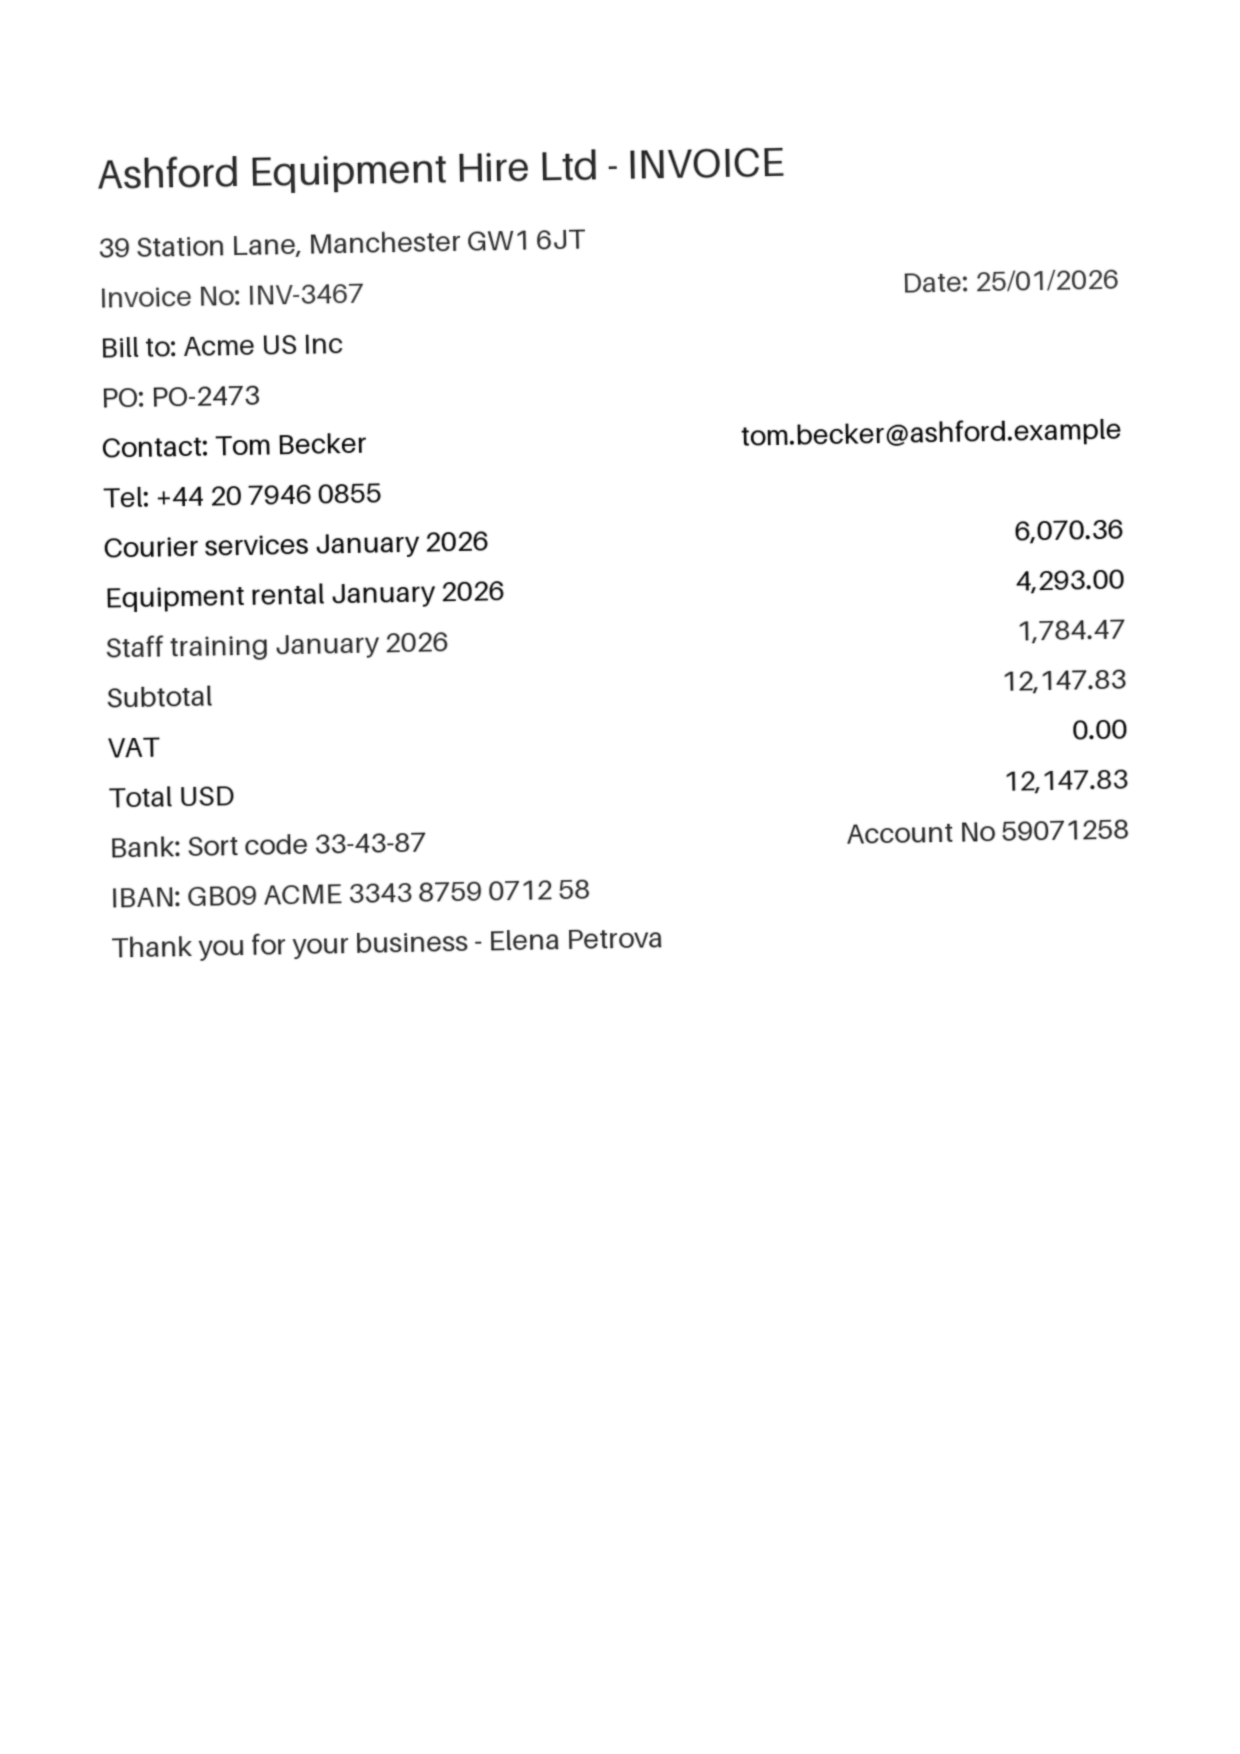 Ashford Equipment Hire Ltd - INVOICE
39 Station Lane, Manchester GW1 6JT
Invoice No: INV-3467 Date: 25/01/2026
Bill to: Acme US Inc
PO: PO-2473
Contact: Tom Becker tom.becker@ashford.example
Tel: +44 20 7946 0855
Courier services January 2026 6,070.36
Equipment rental January 2026 4,293.00
Staff training January 2026 1,784.47
Subtotal 12,147.83
VAT 0.00
Total USD 12,147.83
Bank: Sort code 33-43-87 Account No 59071258
IBAN: GB09 ACME 3343 8759 0712 58
Thank you for your business - Elena Petrova